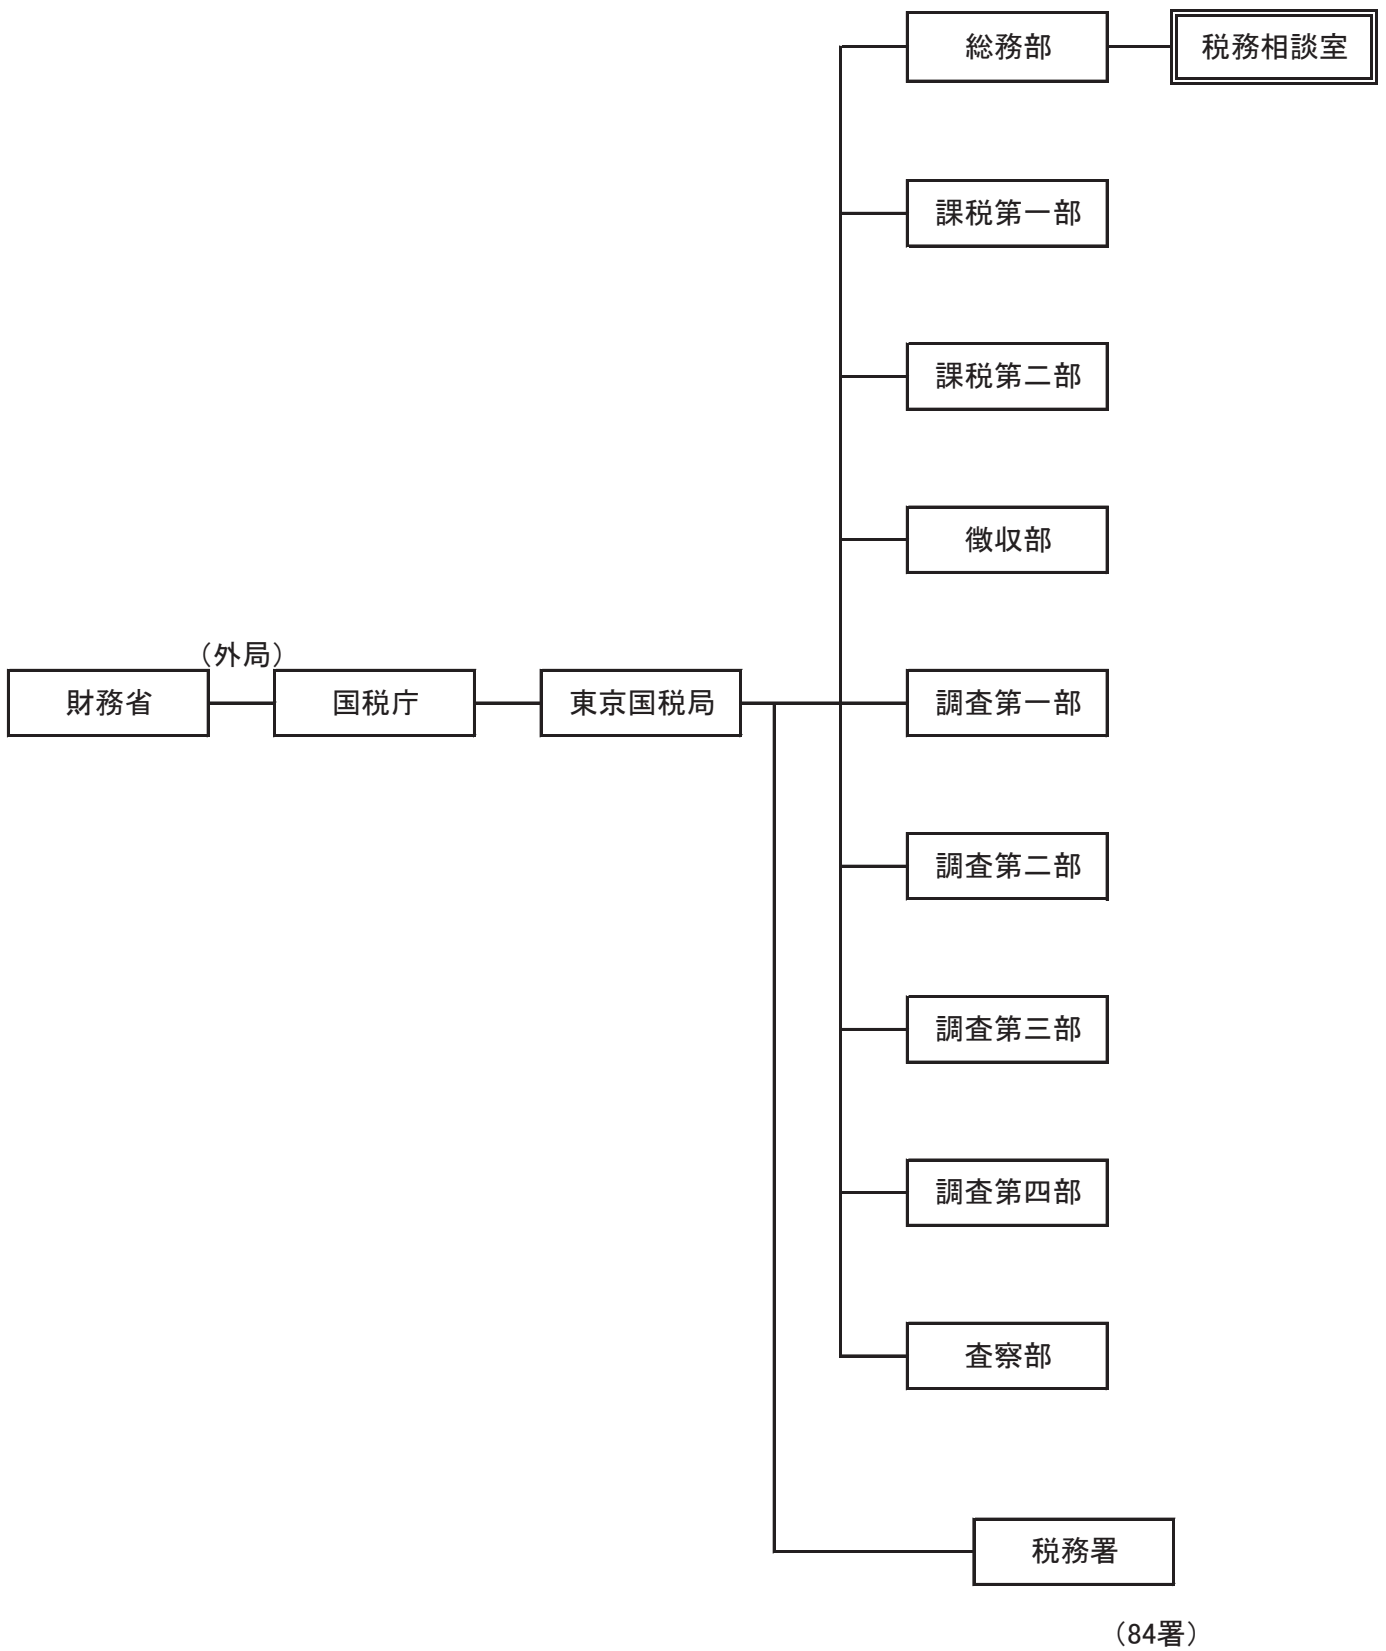 総務部
税務相談室
課税第一部
課税第二部
徴収部
（外局）
財務省
国税庁
東京国税局
調査第一部
調査第二部
調査第三部
調査第四部
査察部
税務署
（84署）